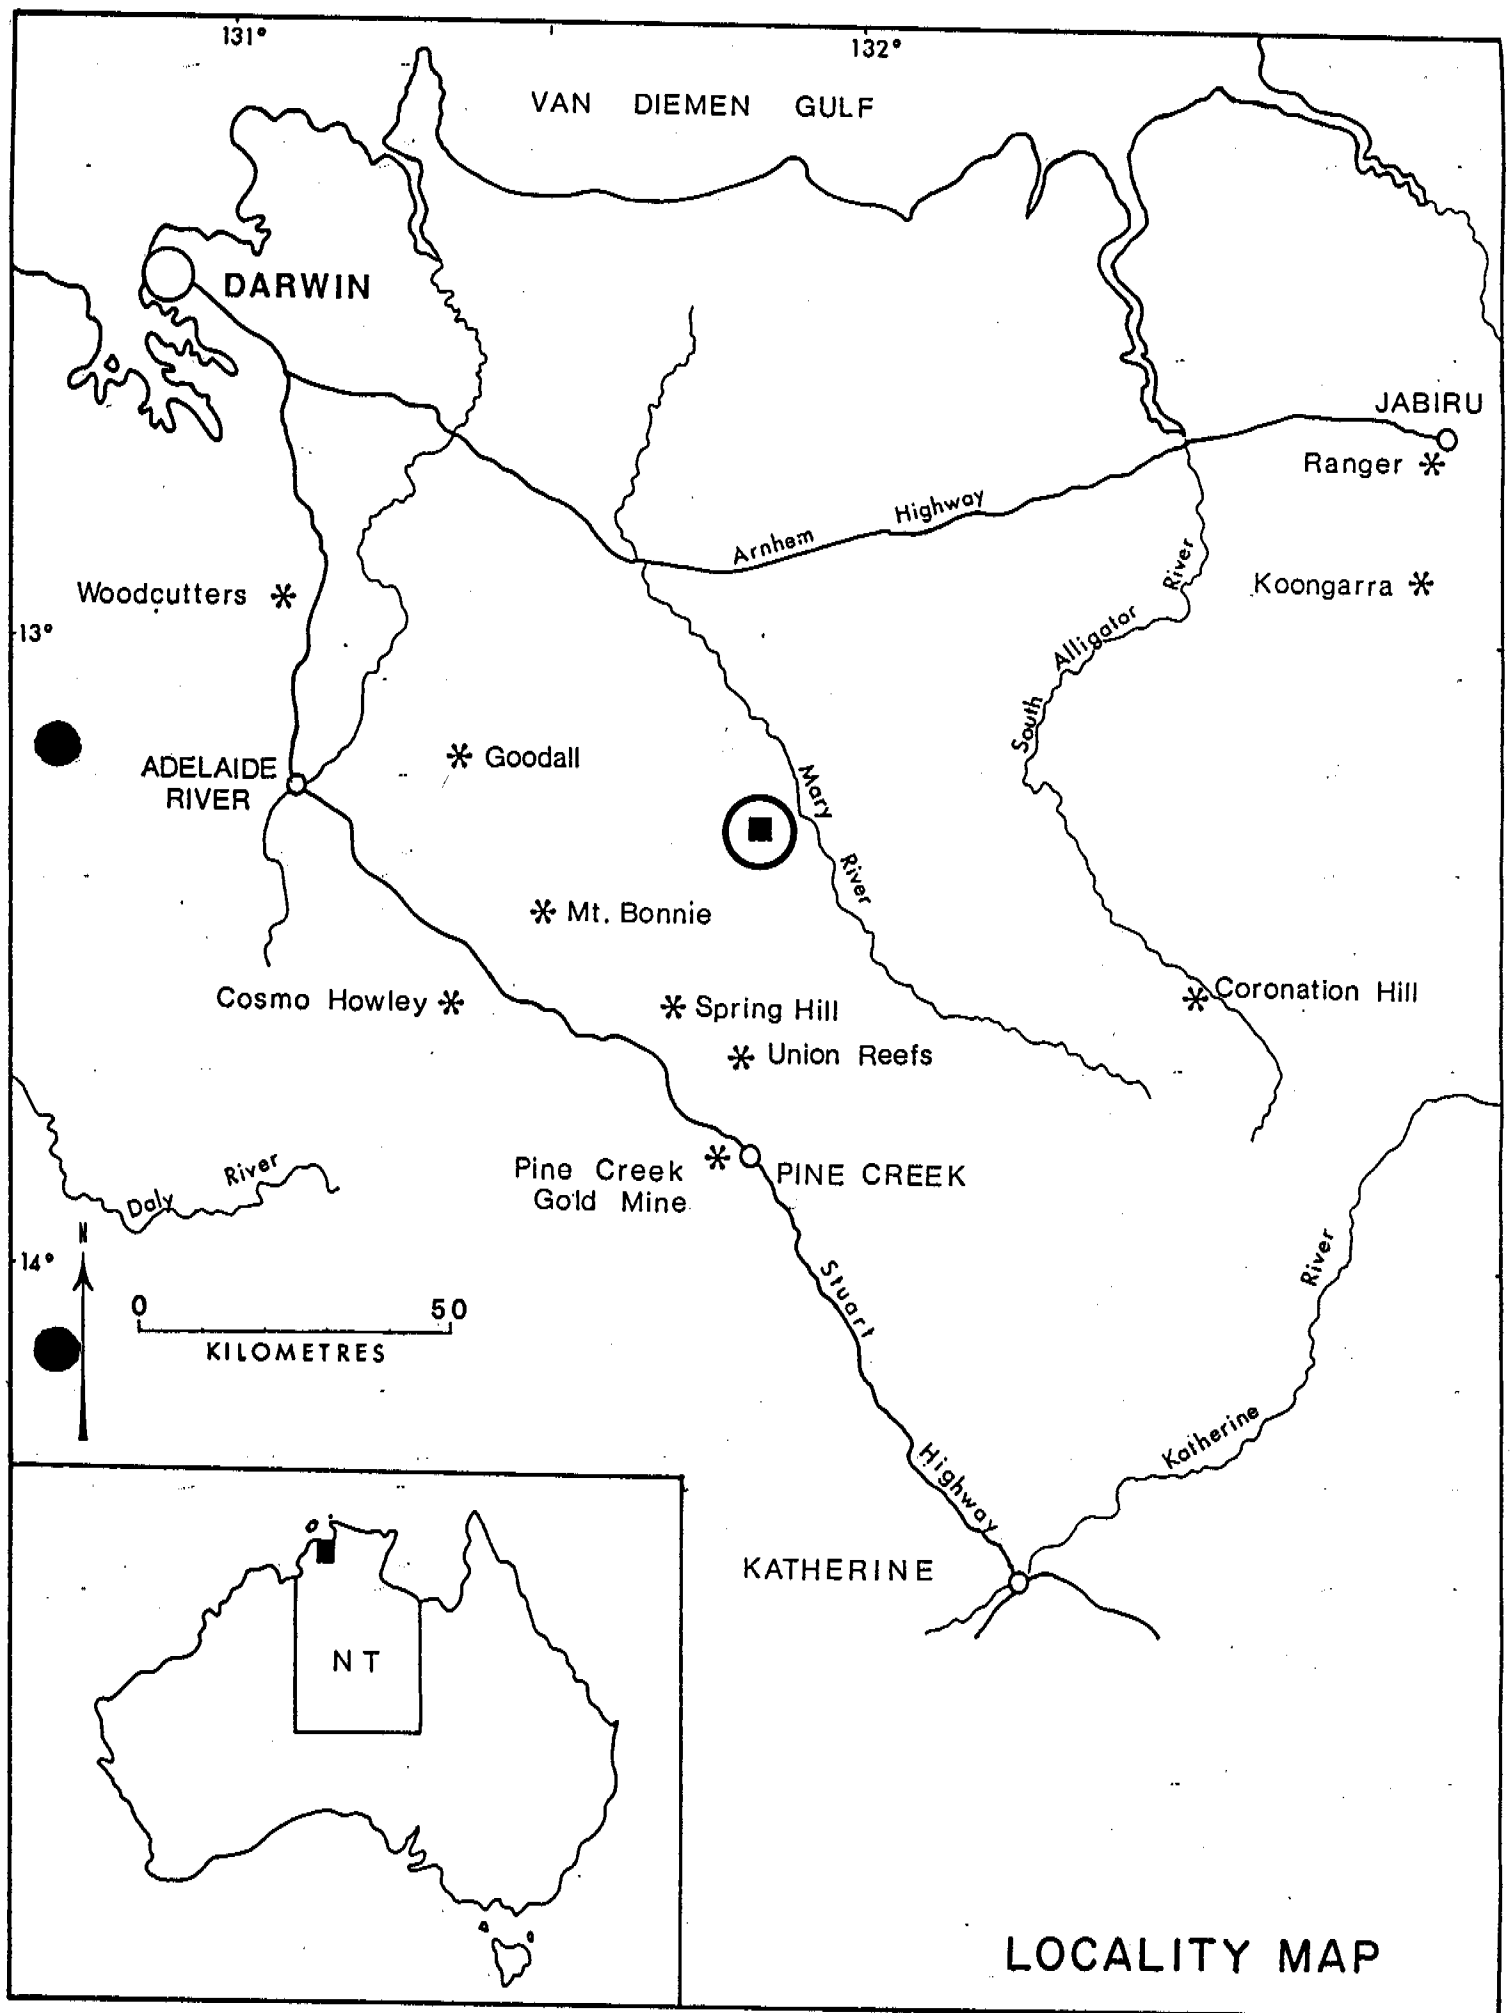 131°
132°
VAN DIEMEN GULF
DARWIN
JABIRU
Ranger
Arnhem Highway
Koongarra
Woodcutters
13°
South Alligator River
Goodall
ADELAIDE
RIVER
Mary River
Mt. Bonnie
Coronation Hill
Cosmo Howley
Spring Hill
Union Reefs
Pine Creek
Gold Mine
PINE CREEK
Daly River
N
14°
0 50
KILOMETRES
Stuart Highway
Katherine River
KATHERINE
NT
LOCALITY MAP